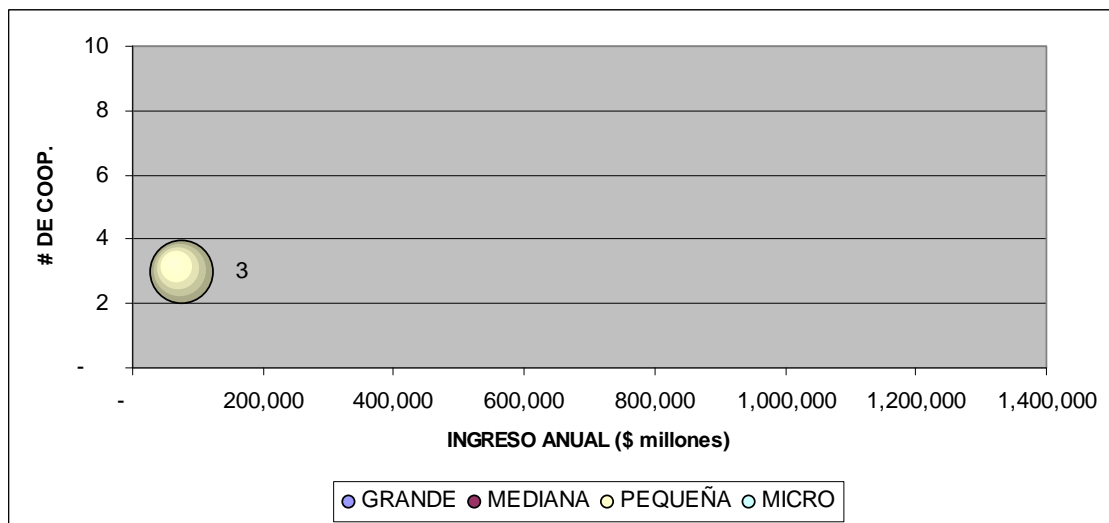 10
8
6
4
2
-
# DE COOP.
3
- 200,000 400,000 600,000 800,000 1,000,000 1,200,000 1,400,000
INGRESO ANUAL ($ millones)
GRANDE MEDIANA PEQUEÑA MICRO